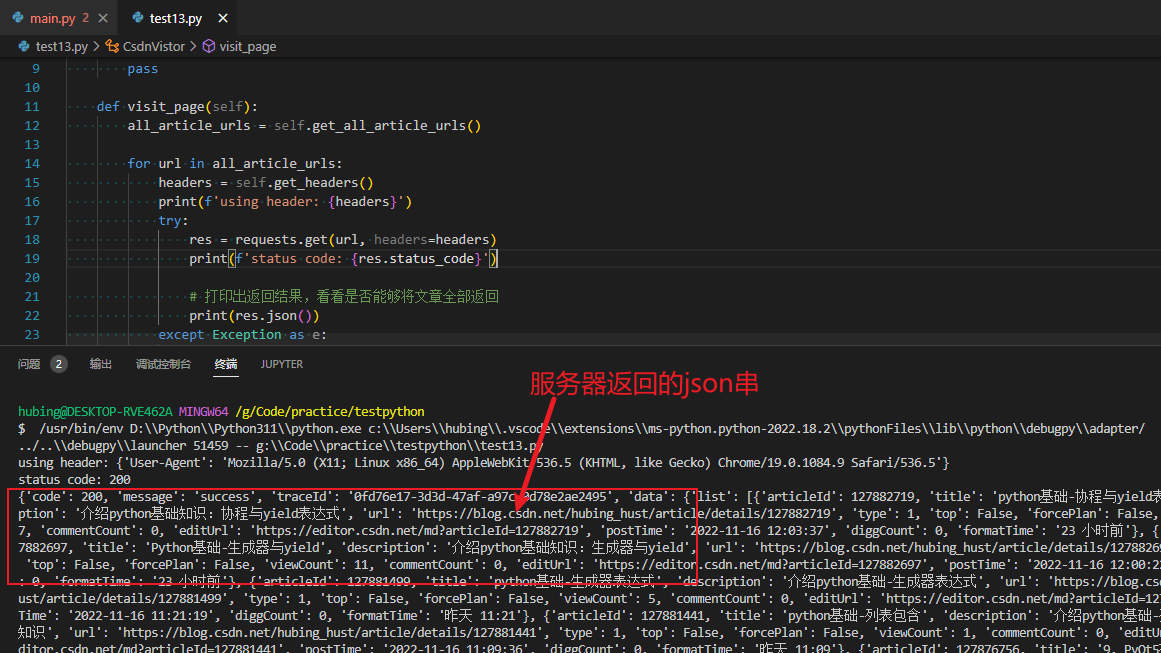 main.py 2 × test13.py ×
test13.py > CsdnVistor > visit_page
9 pass
10
11 def visit_page(self):
12 all_article_urls = self.get_all_article_urls()
13
14 for url in all_article_urls:
15 headers = self.get_headers()
16 print(f'using header: {headers}')
17 try:
18 res = requests.get(url, headers=headers)
19 print(f'status code: {res.status_code}')
20
21 # 打印出返回结果，看看是否能够将文章全部返回
22 print(res.json())
23 except Exception as e:
问题 2 输出 调试控制台 终端 JUPYTER
服务器返回的json串
hubing@DESKTOP-RVE462A MINGW64 /g/Code/practice/testpython
$ /usr/bin/env D:\\Python\\Python311\\python.exe c:\\Users\\hubing\\.vscode\\extensions\\ms-python.python-2022.18.2\\pythonFiles\\lib\\python\\debugpy\\adapter/
../..\\debugpy\\launcher 51459 -- g:\\Code\\practice\\testpython\\test13.py
using header: {'User-Agent': 'Mozilla/5.0 (X11; Linux x86_64) AppleWebKit/536.5 (KHTML, like Gecko) Chrome/19.0.1084.9 Safari/536.5'}
status code: 200
{'code': 200, 'message': 'success', 'traceId': 'data': {'list': [{'articleId': 127882719, 'title': 'python基础-协程与yield表达
ption': '介绍python基础知识：协程与yield表达式', 'url': 'https://blog.csdn.net/hubing_hust/article/details/127882719', 'type': 1, 'top': False, 'forcePlan': False,
7, 'commentCount': 0, 'editUrl': 'https://editor.csdn.net/md?articleId=127882719', 'postTime': '2022-11-16 12:03:37', 'diggCount': 0, 'formatTime': '23 小时前'}, {
7882697, 'title': 'Python基础-生成器与yield', 'description': '介绍python基础知识：生成器与yield', 'url': 'https://blog.csdn.net/hubing_hust/article/details/1278826
'top': False, 'forcePlan': False, 'viewCount': 11, 'commentCount': 0, 'editUrl': 'https://editor.csdn.net/md?articleId=127882697', 'postTime': '2022-11-16 12:00:2
: 0, 'formatTime': '23 小时前'}, {'articleId': 127881499, 'title': 'python基础-生成器表达式', 'description': '介绍python基础-生成器表达式', 'url': 'https://blog.cs
ust/article/details/127881499', 'type': 1, 'top': False, 'forcePlan': False, 'viewCount': 5, 'commentCount': 0, 'editUrl': 'https://editor.csdn.net/md?articleId=12
Time': '2022-11-16 11:21:19', 'diggCount': 0, 'formatTime': '昨天 11:21'}, {'articleId': 127881441, 'title': 'python基础-列表包含', 'description': '介绍python基础-
知识', 'url': 'https://blog.csdn.net/hubing_hust/article/details/127881441', 'type': 1, 'top': False, 'forcePlan': False, 'viewCount': 1, 'commentCount': 0, 'editU
ditor.csdn.net/md?articleId=127881441', 'postTime': '2022-11-16 11:09:36', 'diggCount': 0, 'formatTime': '昨天 11:09'}, {'articleId': 127876756, 'title': '9. PyQt5